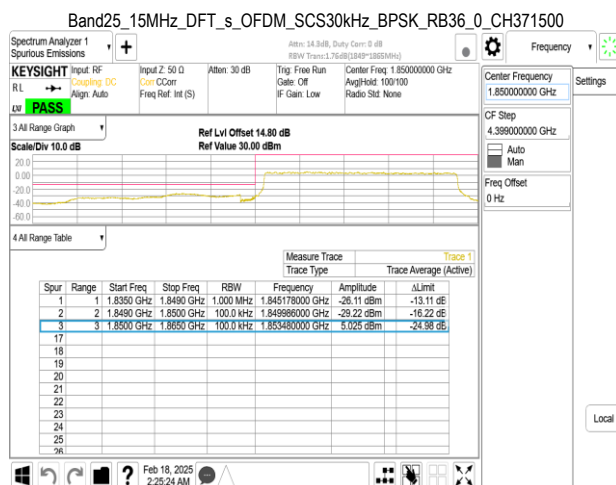 Band25_15MHz_DFT_s_OFDM_SCS30kHz_BPSK_RB36_0_CH371500
Spectrum Analyzer 1
Spurious Emissions
Attn: 14.3dB, Duty Corr: 0 dB
RBW Trans:1.76dB(1849~1865MHz)
Frequency
KEYSIGHT Input: RF Input Z: 50 Ω Atten: 30 dB Trig: Free Run Center Freq: 1.850000000 GHz
RL Coupling: DC Corr CCorr Gate: Off Avg|Hold: 100/100
Align: Auto Freq Ref: Int (S) IF Gain: Low Radio Std: None
LXI PASS
Center Frequency
1.850000000 GHz
Settings
CF Step
4.399000000 GHz
Auto
Man
Freq Offset
0 Hz
3 All Range Graph
Ref Lvl Offset 14.80 dB
Scale/Div 10.0 dB Ref Value 30.00 dBm
20.0
0.00
-20.0
-40.0
-60.0
4 All Range Table
Measure Trace Trace 1
Trace Type Trace Average (Active)
Spur Range Start Freq Stop Freq RBW Frequency Amplitude ΔLimit
1 1 1.8350 GHz 1.8490 GHz 1.000 MHz 1.845178000 GHz -26.11 dBm -13.11 dB
2 2 1.8490 GHz 1.8500 GHz 100.0 kHz 1.849986000 GHz -29.22 dBm -16.22 dB
3 3 1.8500 GHz 1.8650 GHz 100.0 kHz 1.853480000 GHz 5.025 dBm -24.98 dB
17
18
19
20
21
22
23
24
25
26
Local
Feb 18, 2025
2:25:24 AM